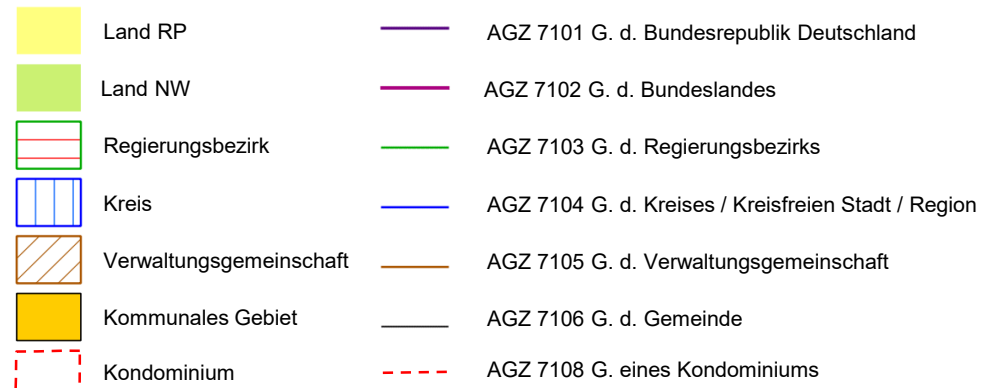 Land RP AGZ 7101 G. d. Bundesrepublik Deutschland
Land NW AGZ 7102 G. d. Bundeslandes
Regierungsbezirk AGZ 7103 G. d. Regierungsbezirks
Kreis AGZ 7104 G. d. Kreises / Kreisfreien Stadt / Region
Verwaltungsgemeinschaft AGZ 7105 G. d. Verwaltungsgemeinschaft
Kommunales Gebiet AGZ 7106 G. d. Gemeinde
Kondominium AGZ 7108 G. eines Kondominiums